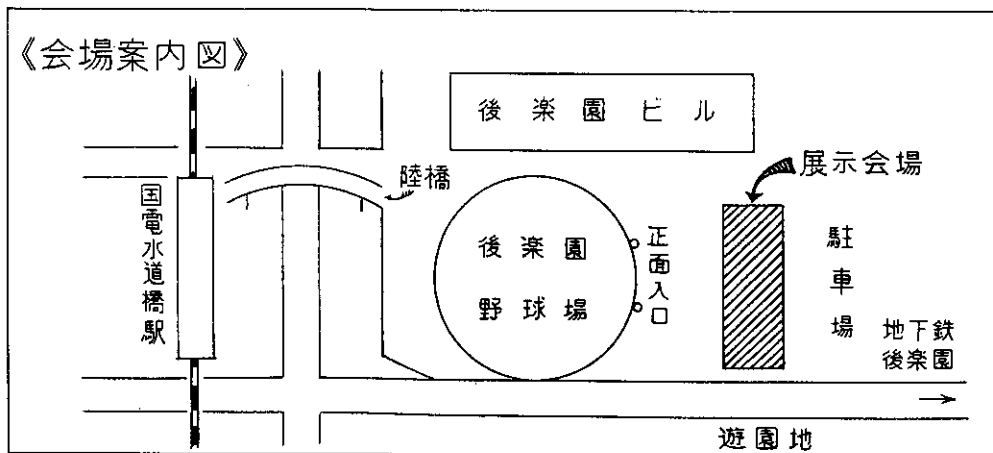 《会場案内図》
後楽園ビル
陸橋
展示会場
国電水道橋駅
後楽園
野球場
正面入口
駐車場
地下鉄
後楽園
遊園地